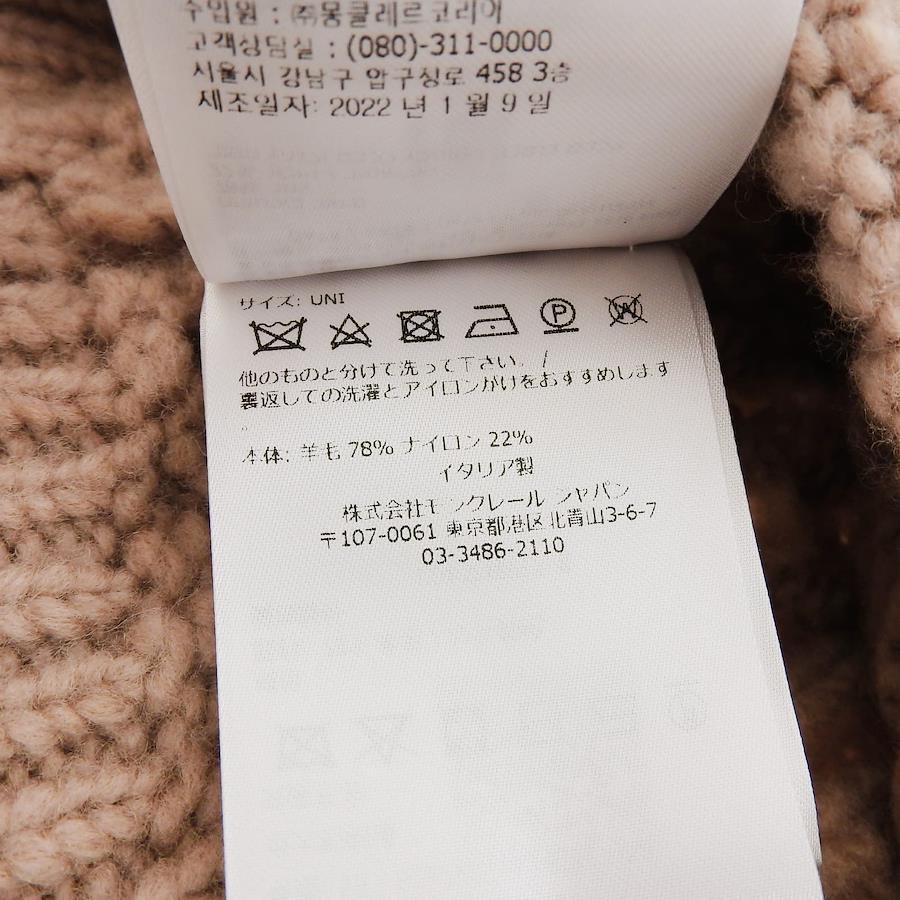 수입원 : ㈜몽클레르코리아
고객상담실 : (080)-311-0000
서울시 강남구 압구정로 458 3층
제조일자: 2022 년 1 월 9 일
サイズ: UNI
P
W
他のものと分けて洗って下さい。/
裏返しての洗濯とアイロンがけをおすすめします
。
本体: 羊毛 78% ナイロン 22%
イタリア製
株式会社モンクレール ジャパン
〒107-0061 東京都港区北青山3-6-7
03-3486-2110